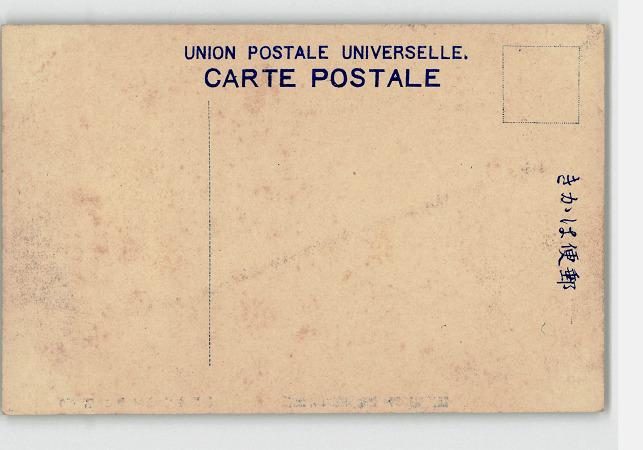 UNION POSTALE UNIVERSELLE.
CARTE POSTALE
きかは便郵